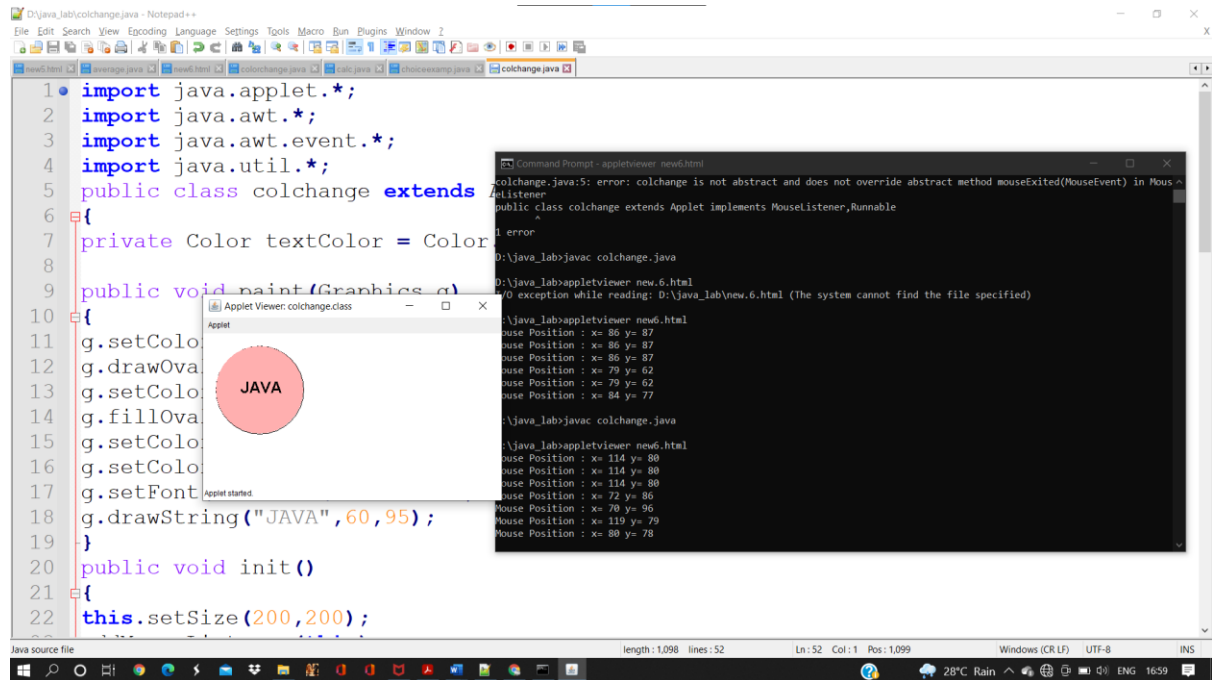 D:\java_lab\colchange.java - Notepad++
File Edit Search View Encoding Language Settings Tools Macro Run Plugins Window ?
X
new5.html average.java new6.html colorchange.java calc.java choiceexamp.java colchange.java
1 import java.applet.*;
2 import java.awt.*;
3 import java.awt.event.*;
4 import java.util.*;
5 public class colchange extends
6 {
7 private Color textColor = Color.
8
9 public void paint(Graphics g)
10 {
11 g.setColo
12 g.drawOva
13 g.setColo
14 g.fillOva
15 g.setColo
16 g.setColo
17 g.setFont
18 g.drawString("JAVA",60,95);
19 }
20 public void init()
21 {
22 this.setSize(200,200);
Command Prompt - appletviewer new6.html
colchange.java:5: error: colchange is not abstract and does not override abstract method mouseExited(MouseEvent) in Mous
eListener
public class colchange extends Applet implements MouseListener,Runnable
^
1 error
D:\java_lab>javac colchange.java
D:\java_lab>appletviewer new.6.html
I/O exception while reading: D:\java_lab\new.6.html (The system cannot find the file specified)
:\java_lab>appletviewer new6.html
ouse Position : x= 86 y= 87
ouse Position : x= 86 y= 87
ouse Position : x= 86 y= 87
ouse Position : x= 79 y= 62
ouse Position : x= 79 y= 62
ouse Position : x= 84 y= 77
:\java_lab>javac colchange.java
:\java_lab>appletviewer new6.html
ouse Position : x= 114 y= 80
ouse Position : x= 114 y= 80
ouse Position : x= 114 y= 80
ouse Position : x= 72 y= 86
Mouse Position : x= 70 y= 96
Mouse Position : x= 119 y= 79
Mouse Position : x= 80 y= 78
Applet Viewer: colchange.class
Applet
JAVA
Applet started.
Java source file length : 1,098 lines : 52 Ln : 52 Col : 1 Pos : 1,099 Windows (CR LF) UTF-8 INS
28°C Rain ENG 16:59